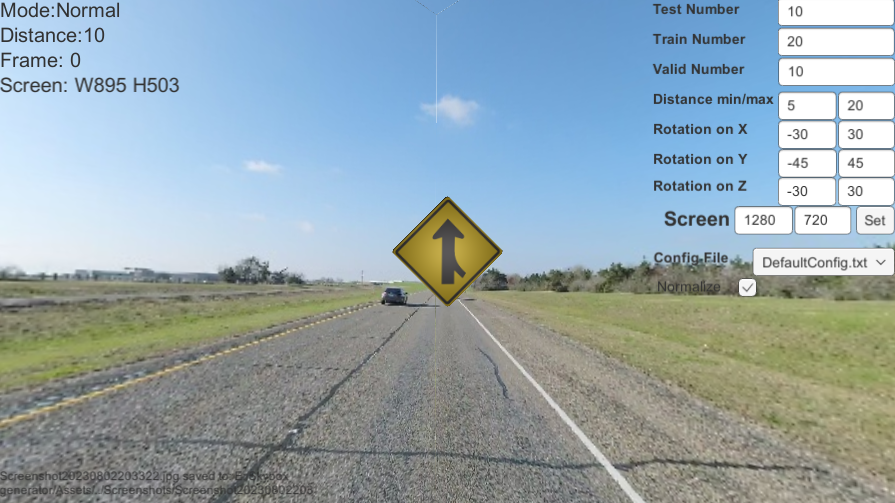 Mode:Normal
Distance:10
Frame: 0
Screen: W895 H503
Test Number 10
Train Number 20
Valid Number 10
Distance min/max 5 20
Rotation on X -30 30
Rotation on Y -45 45
Rotation on Z -30 30
Screen 1280 720 Set
Config File DefaultConfig.txt
Normalize
Screenshot20230802203322.jpg saved to:
generator/Assets/.. Screenshots/Screenshot20230802203